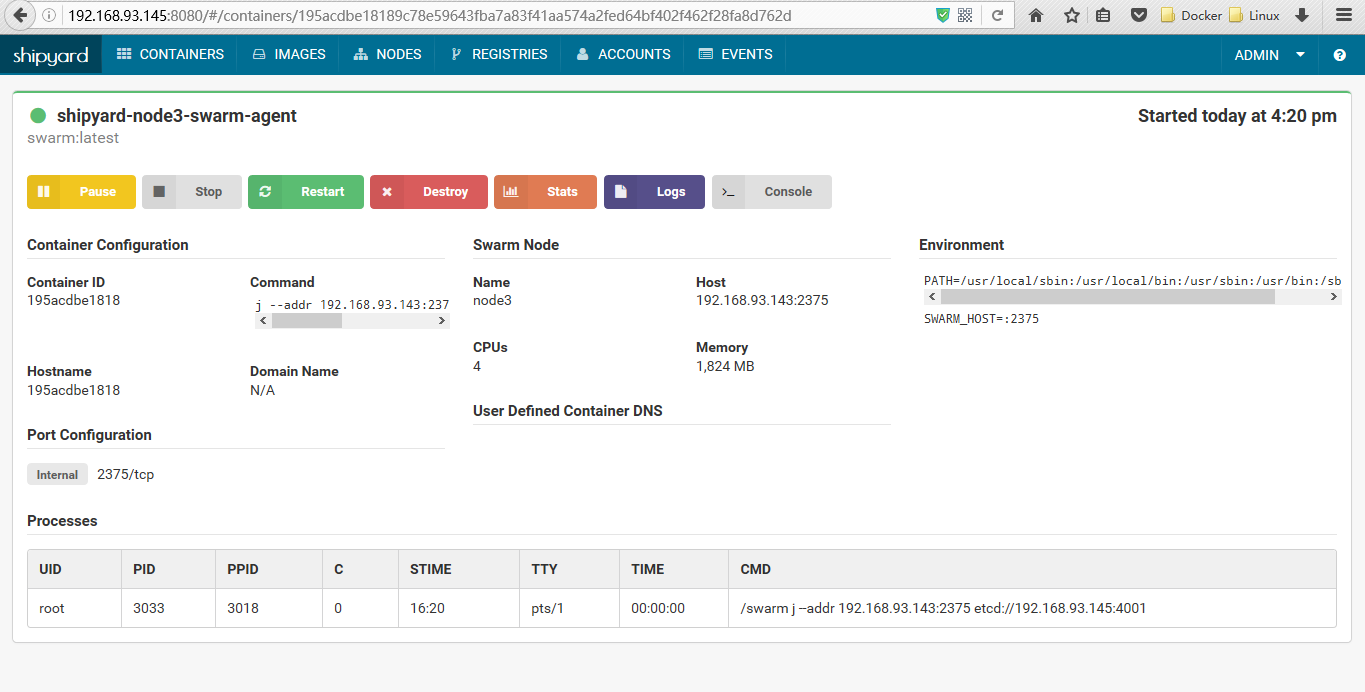 192.168.93.145:8080/#/containers/195acdbe18189c78e59643fba7a83f41aa574a2fed64bf402f462f28fa8d762d
Docker Linux
shipyard CONTAINERS IMAGES NODES REGISTRIES ACCOUNTS EVENTS ADMIN
shipyard-node3-swarm-agent Started today at 4:20 pm
swarm:latest
Pause Stop Restart Destroy Stats Logs >_ Console
Container Configuration Swarm Node Environment
Container ID Command Name Host PATH=/usr/local/sbin:/usr/local/bin:/usr/sbin:/usr/bin:/sb
195acdbe1818 j --addr 192.168.93.143:237 node3 192.168.93.143:2375
SWARM_HOST=:2375
CPUs Memory
4 1,824 MB
Hostname Domain Name
195acdbe1818 N/A
User Defined Container DNS
Port Configuration
Internal 2375/tcp
Processes
UID PID PPID C STIME TTY TIME CMD
root 3033 3018 0 16:20 pts/1 00:00:00 /swarm j –addr 192.168.93.143:2375 etcd://192.168.93.145:4001